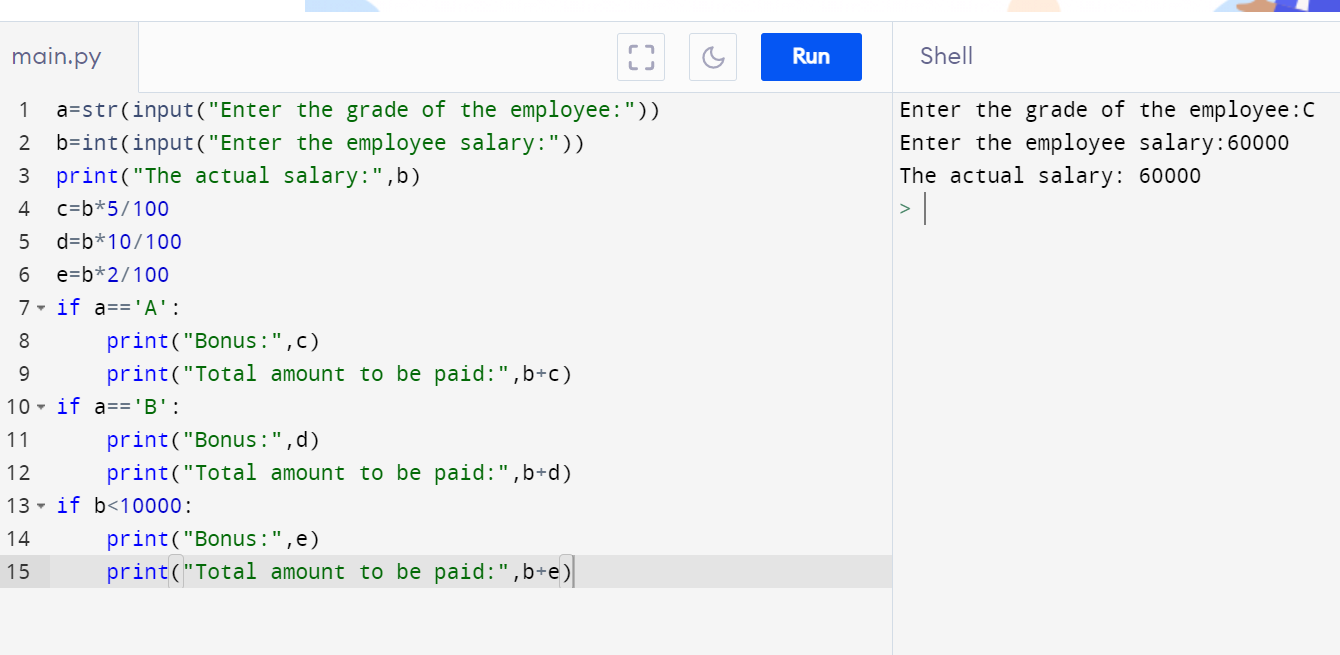 main.py
Run
Shell
1 a=str(input("Enter the grade of the employee:"))
2 b=int(input("Enter the employee salary:"))
3 print("The actual salary:",b)
4 c=b*5/100
5 d=b*10/100
6 e=b*2/100
7 if a=='A':
8     print("Bonus:",c)
9     print("Total amount to be paid:",b+c)
10 if a=='B':
11     print("Bonus:",d)
12     print("Total amount to be paid:",b+d)
13 if b<10000:
14     print("Bonus:",e)
15     print("Total amount to be paid:",b+e)
Enter the grade of the employee:C
Enter the employee salary:60000
The actual salary: 60000
>